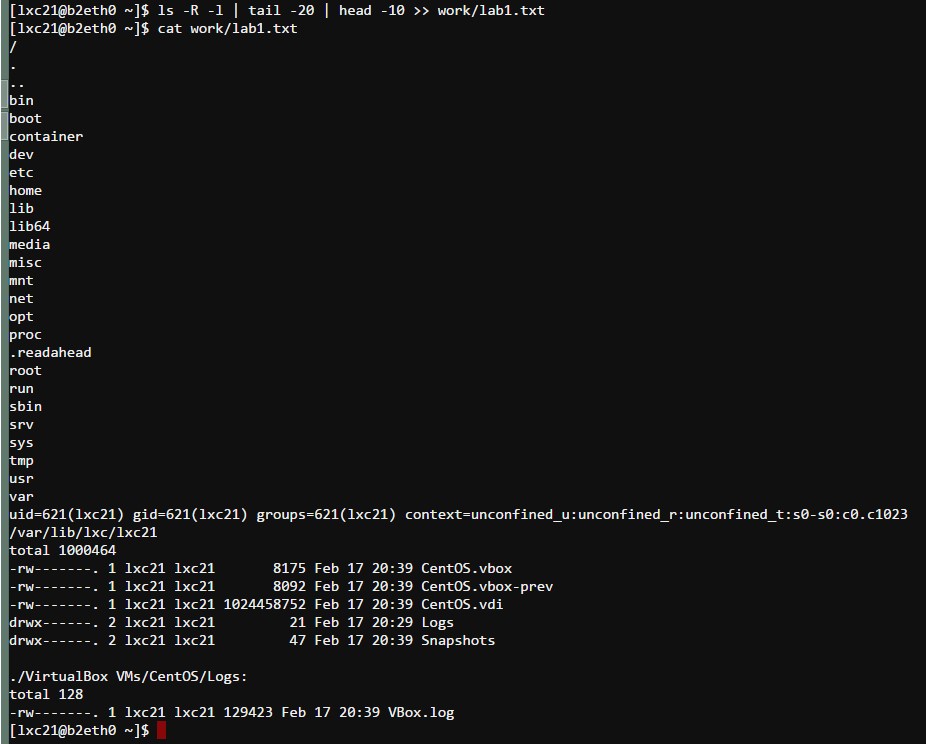 [lxc21@b2eth0 ~]$ ls -R -l | tail -20 | head -10 >> work/lab1.txt
[lxc21@b2eth0 ~]$ cat work/lab1.txt
/
.
..
bin
boot
container
dev
etc
home
lib
lib64
media
misc
mnt
net
opt
proc
.readahead
root
run
sbin
srv
sys
tmp
usr
var
uid=621(lxc21) gid=621(lxc21) groups=621(lxc21) context=unconfined_u:unconfined_r:unconfined_t:s0-s0:c0.c1023
/var/lib/lxc/lxc21
total 1000464
-rw-------. 1 lxc21 lxc21       8175 Feb 17 20:39 CentOS.vbox
-rw-------. 1 lxc21 lxc21       8092 Feb 17 20:39 CentOS.vbox-prev
-rw-------. 1 lxc21 lxc21 1024458752 Feb 17 20:39 CentOS.vdi
drwx------. 2 lxc21 lxc21         21 Feb 17 20:29 Logs
drwx------. 2 lxc21 lxc21         47 Feb 17 20:39 Snapshots

./VirtualBox VMs/CentOS/Logs:
total 128
-rw-------. 1 lxc21 lxc21 129423 Feb 17 20:39 VBox.log
[lxc21@b2eth0 ~]$